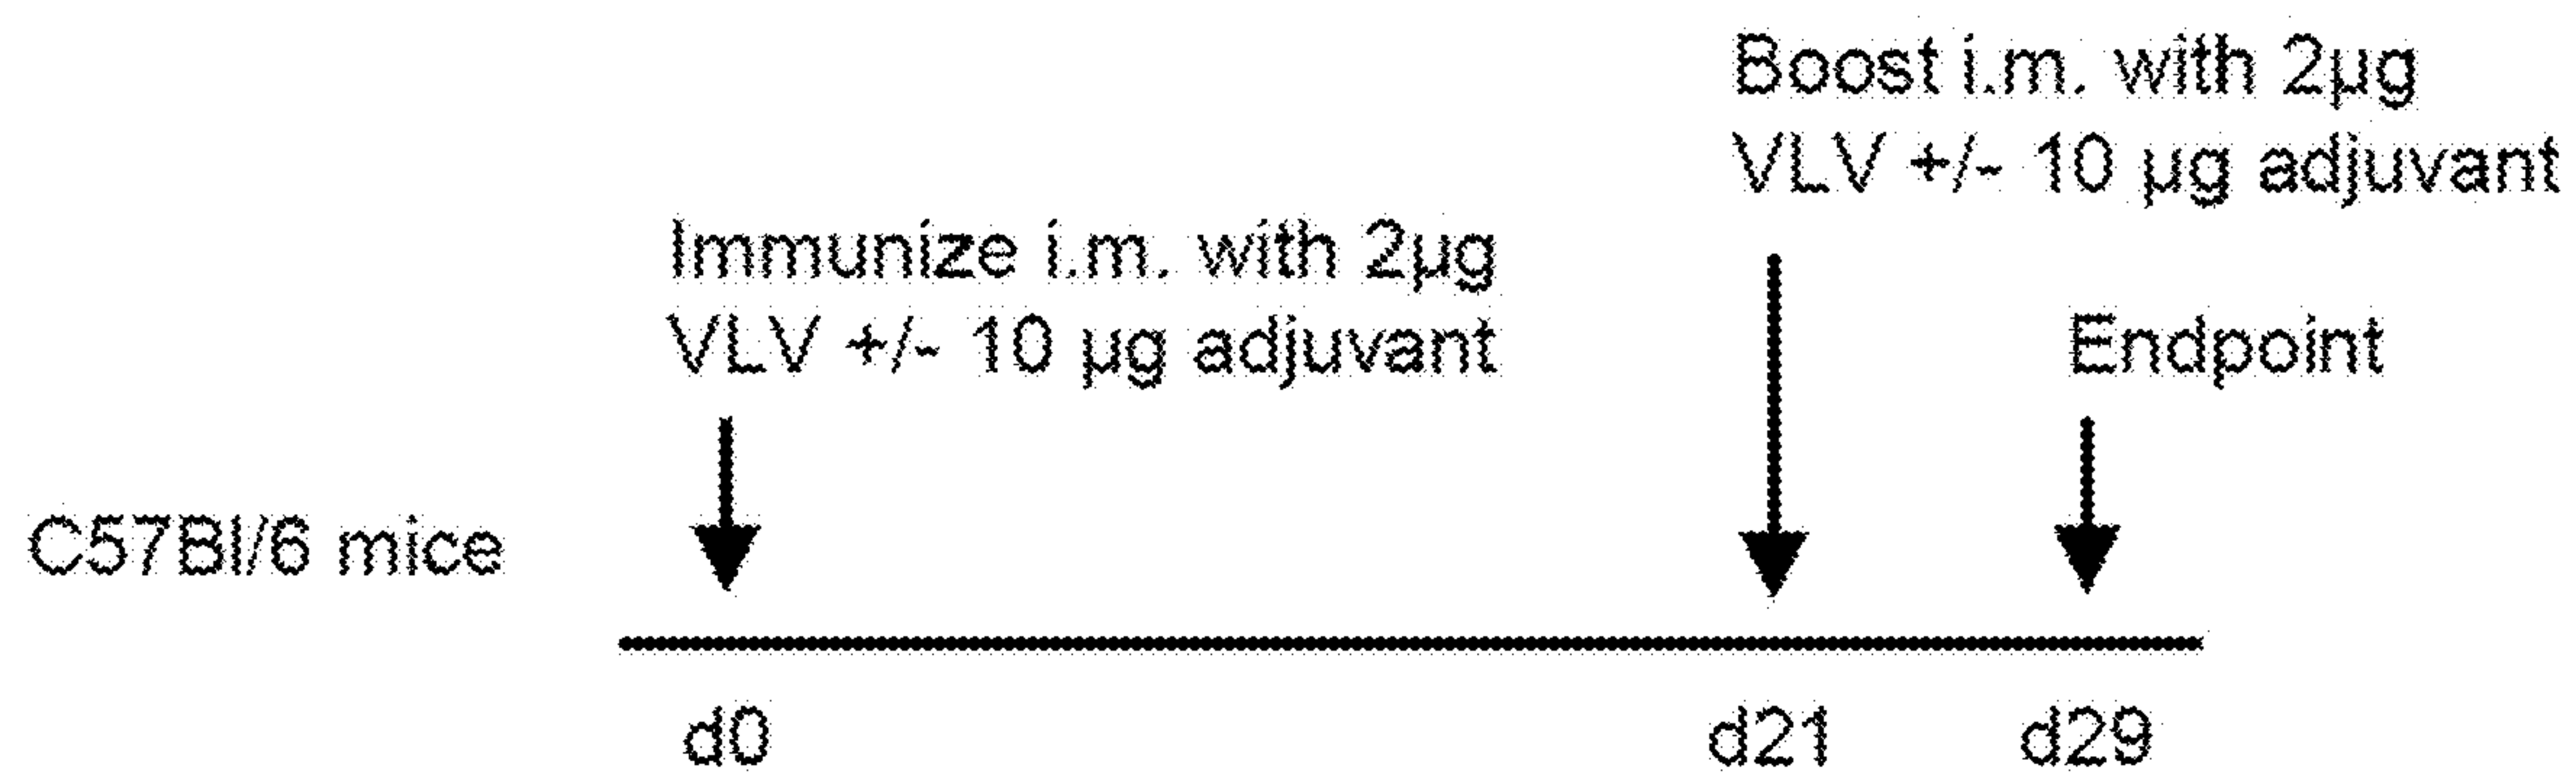 Boost i.m. with 2µg
VLV +/- 10 µg adjuvant
Immunize i.m. with 2µg
VLV +/- 10 µg adjuvant
Endpoint
C57Bl/6 mice
d0
d21
d29